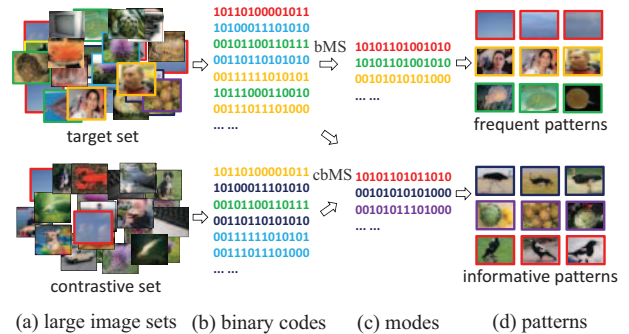 10110100001011
10100011101010
00101100110111
00110110101010
00111111010101
10111000110010
00111011101000
... ...
target set
bMS
10101101001010
10101101001010
00101010101000
... ...
frequent patterns
10110100001011
10100011101010
00101100110111
00110110101010
00111111010101
00111011101000
... ...
contrastive set
cbMS
10101101011010
00101010101000
00101011101000
... ...
informative patterns
(a) large image sets
(b) binary codes
(c) modes
(d) patterns